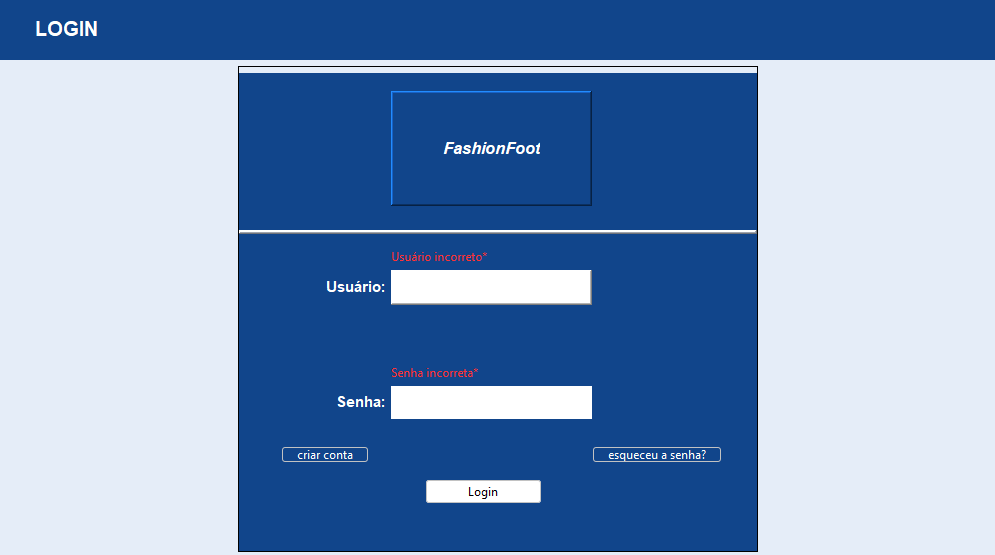 LOGIN
FashionFoot
Usuário incorreto*
Usuário:
Senha incorreta*
Senha:
criar conta
esqueceu a senha?
Login